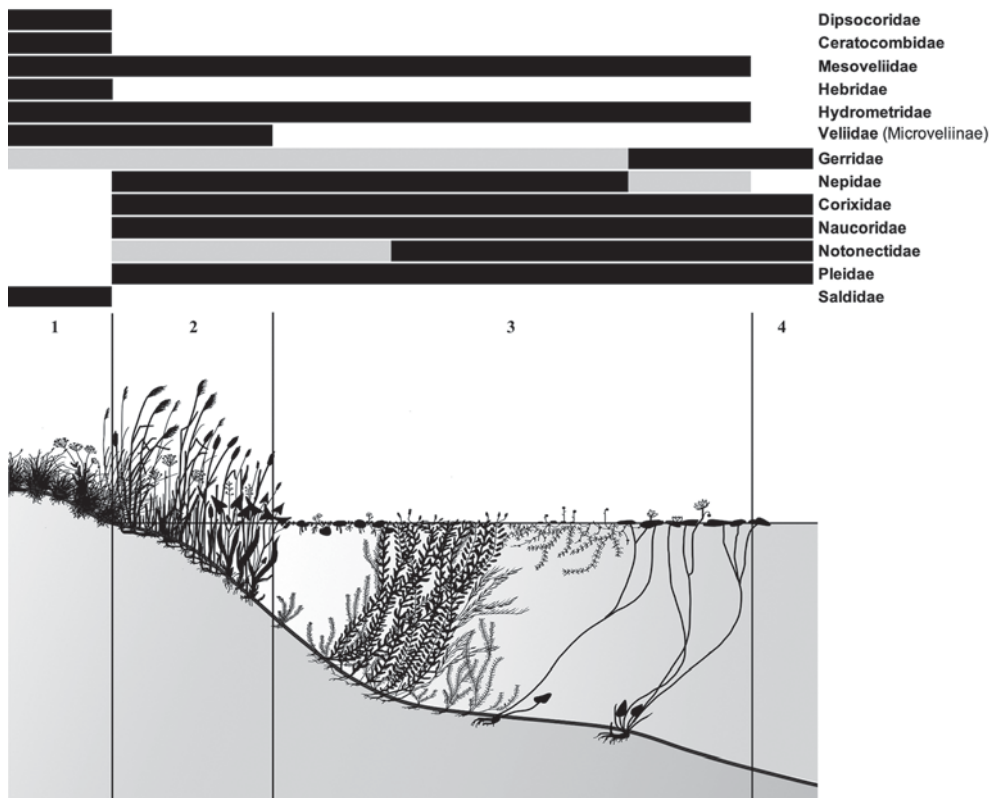 Dipsocoridae
Ceratocombidae
Mesoveliidae
Hebridae
Hydrometridae
Veliidae (Microveliinae)
Gerridae
Nepidae
Corixidae
Naucoridae
Notonectidae
Pleidae
Saldidae
1 2 3 4